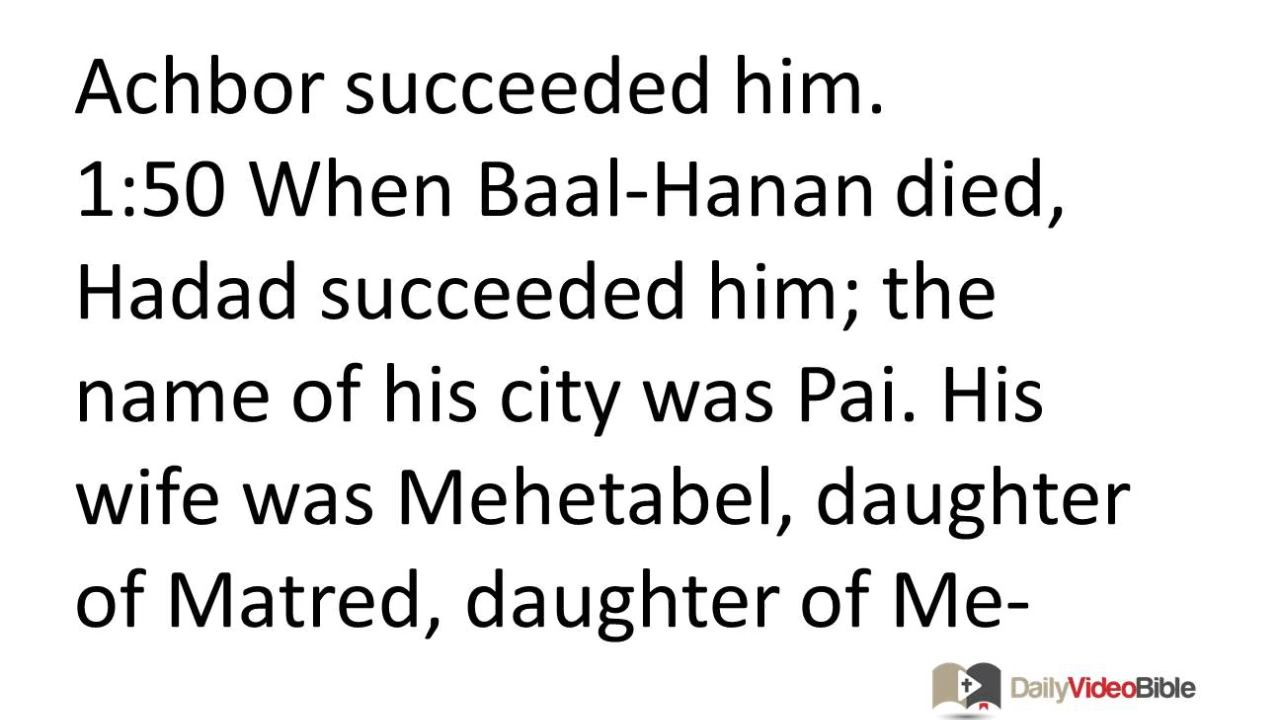 Achbor succeeded him.
1:50 When Baal-Hanan died,
Hadad succeeded him; the
name of his city was Pai. His
wife was Mehetabel, daughter
of Matred, daughter of Me-
DailyVideoBible